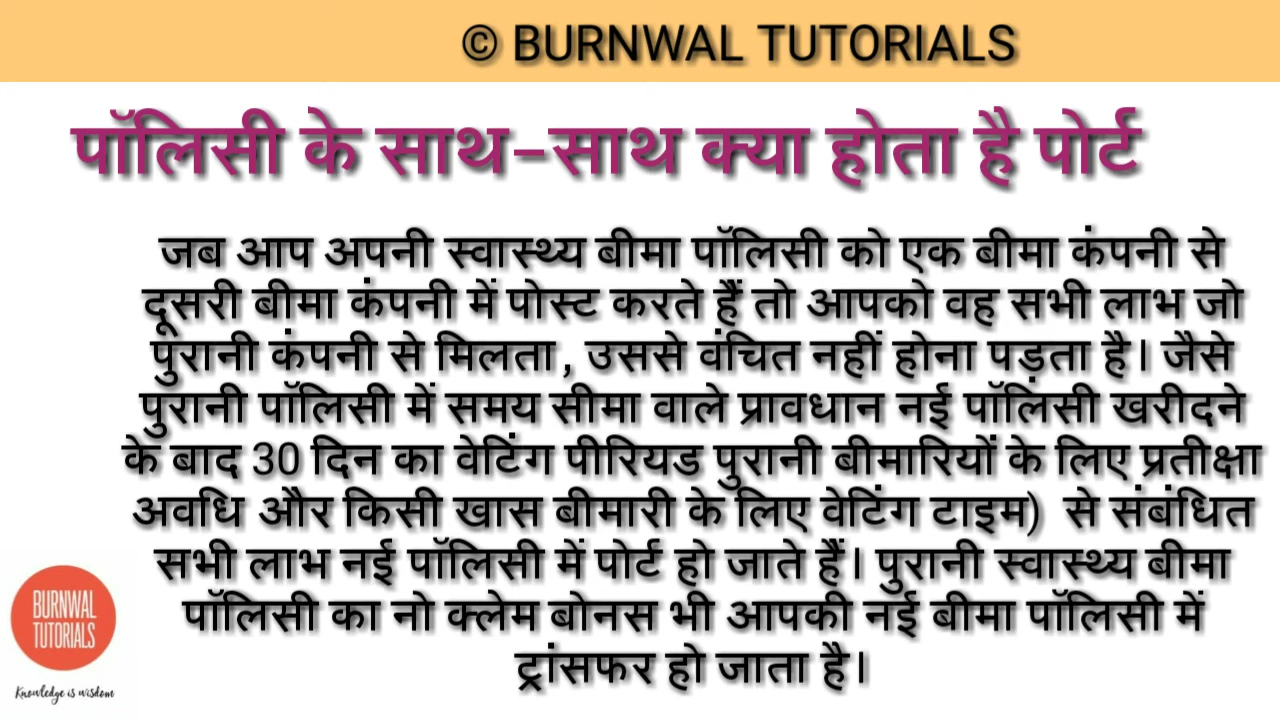 © BURNWAL TUTORIALS
पॉलिसी के साथ-साथ क्या होता है पोर्ट
जब आप अपनी स्वास्थ्य बीमा पॉलिसी को एक बीमा कंपनी से
दूसरी बीमा कंपनी में पोस्ट करते हैं तो आपको वह सभी लाभ जो
पुरानी कंपनी से मिलता, उससे वंचित नहीं होना पड़ता है। जैसे
पुरानी पॉलिसी में समय सीमा वाले प्रावधान नई पॉलिसी खरीदने
के बाद 30 दिन का वेटिंग पीरियड पुरानी बीमारियों के लिए प्रतीक्षा
अवधि और किसी खास बीमारी के लिए वेटिंग टाइम) से संबंधित
सभी लाभ नई पॉलिसी में पोर्ट हो जाते हैं। पुरानी स्वास्थ्य बीमा
पॉलिसी का नो क्लेम बोनस भी आपकी नई बीमा पॉलिसी में
ट्रांसफर हो जाता है।
BURNWAL
TUTORIALS
Knowledge is wisdom